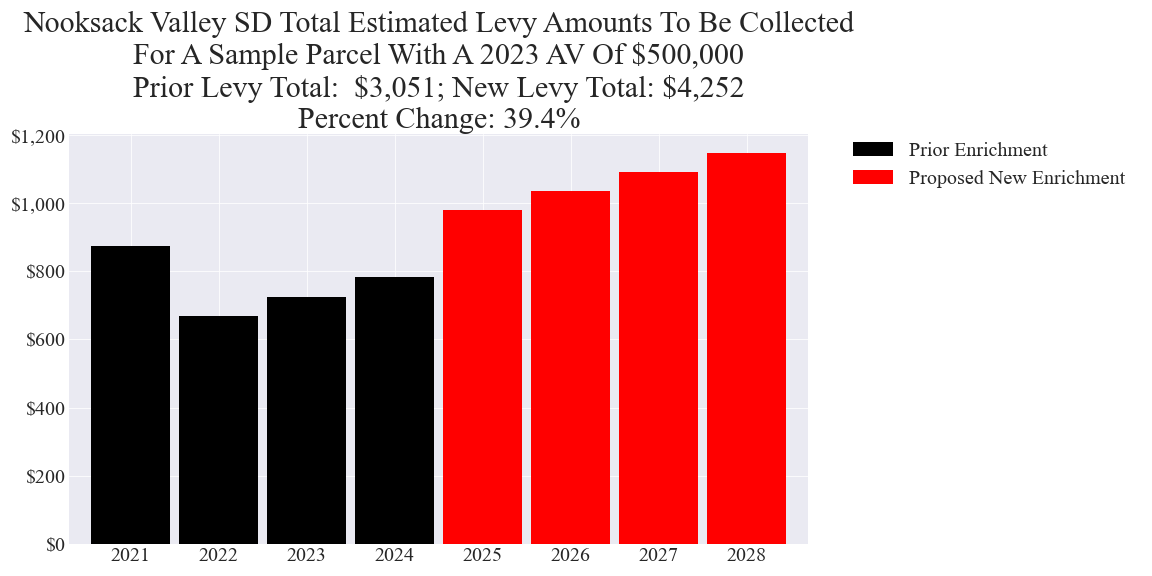 Nooksack Valley SD Total Estimated Levy Amounts To Be Collected
For A Sample Parcel With A 2023 AV Of $500,000
Prior Levy Total:  $3,051; New Levy Total: $4,252
Percent Change: 39.4%
$1,200
$1,000
$800
$600
$400
$200
$0
2021 2022 2023 2024 2025 2026 2027 2028
Prior Enrichment
Proposed New Enrichment